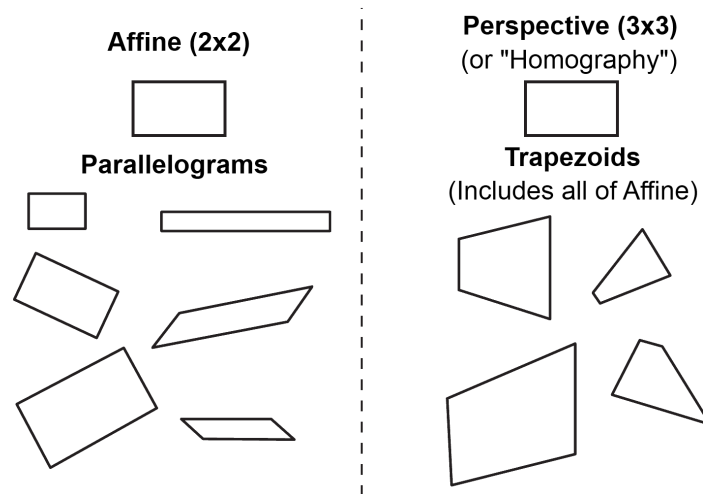 Affine (2x2)
Parallelograms
Perspective (3x3)
(or "Homography")
Trapezoids
(Includes all of Affine)